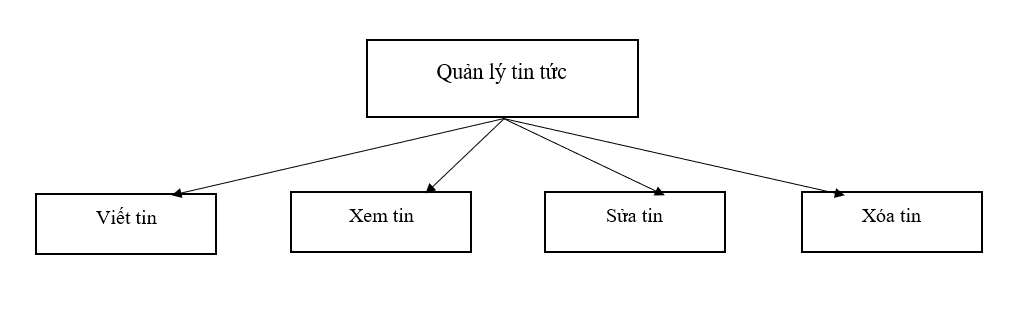 Quản lý tin tức
Viết tin
Xem tin
Sửa tin
Xóa tin